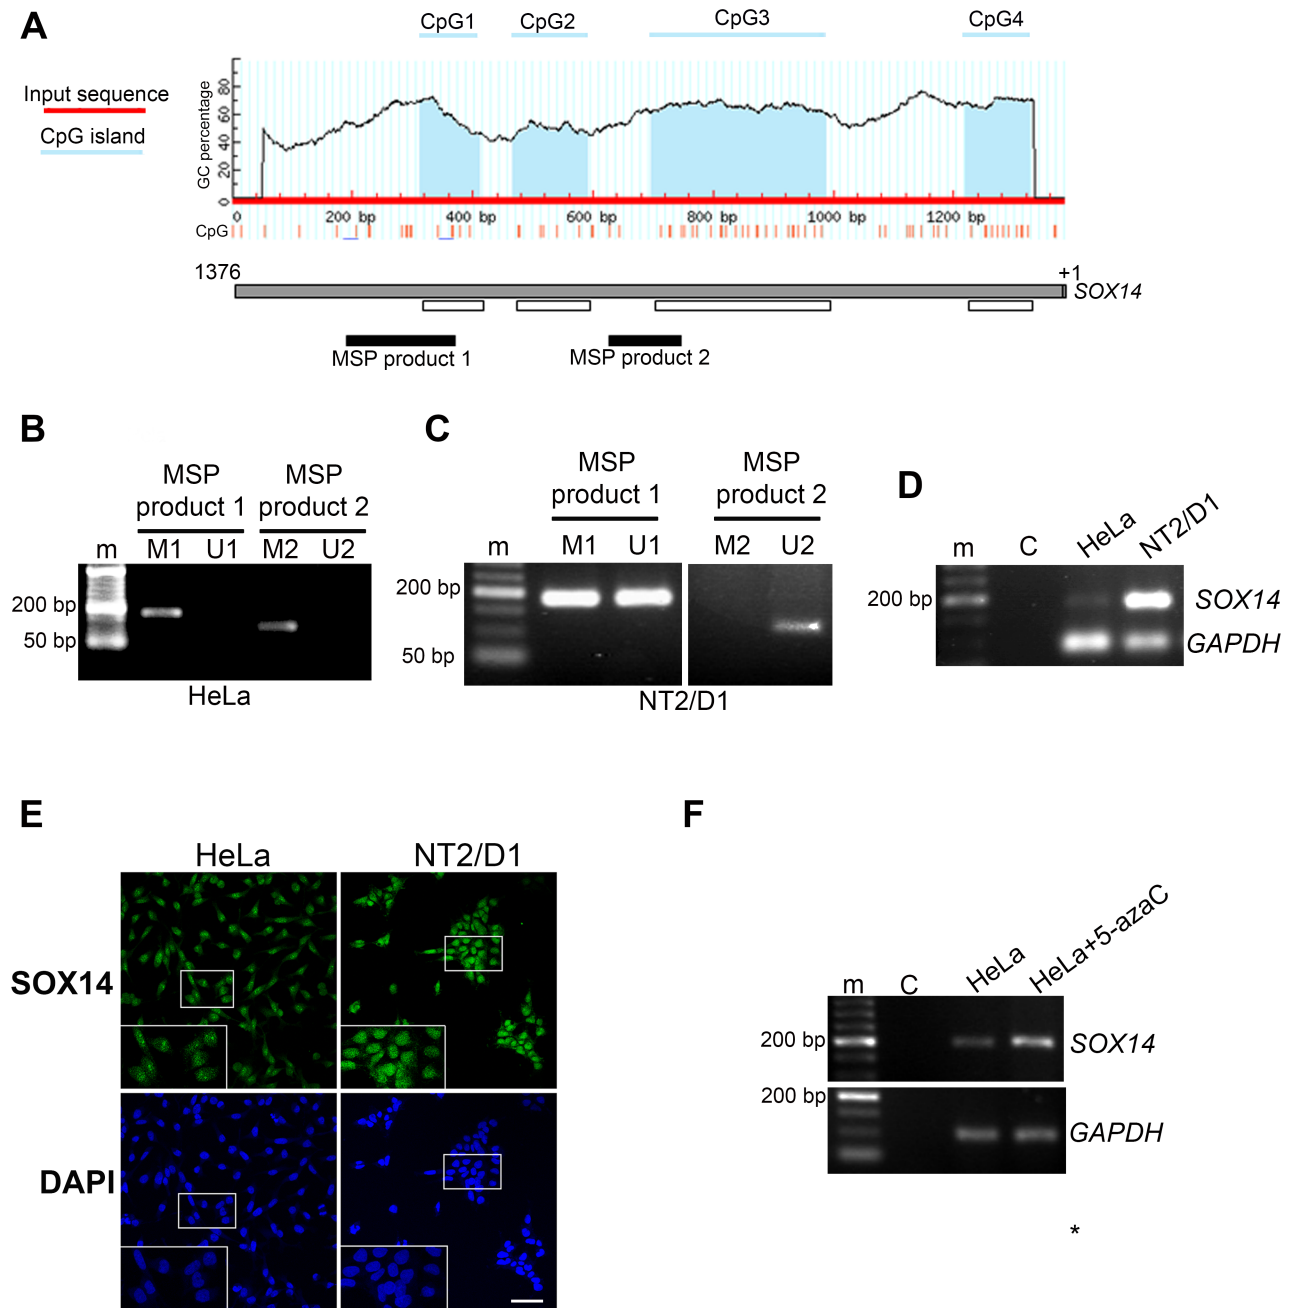 A
CpG1 CpG2 CpG3 CpG4
Input sequence
CpG island
GC percentage
0 20 40 60 80
0 200 bp 400 bp 600 bp 800 bp 1000 bp 1200 bp
CpG
1376 +1
SOX14
MSP product 1 MSP product 2
B
MSP product 1
MSP product 2
m M1 U1 M2 U2
200 bp
50 bp
HeLa
C
MSP product 1
MSP product 2
m M1 U1 M2 U2
200 bp
50 bp
NT2/D1
D
m C HeLa NT2/D1
200 bp SOX14
GAPDH
E
HeLa NT2/D1
SOX14
DAPI
F
m C HeLa HeLa+5-azaC
200 bp SOX14
200 bp
GAPDH
*